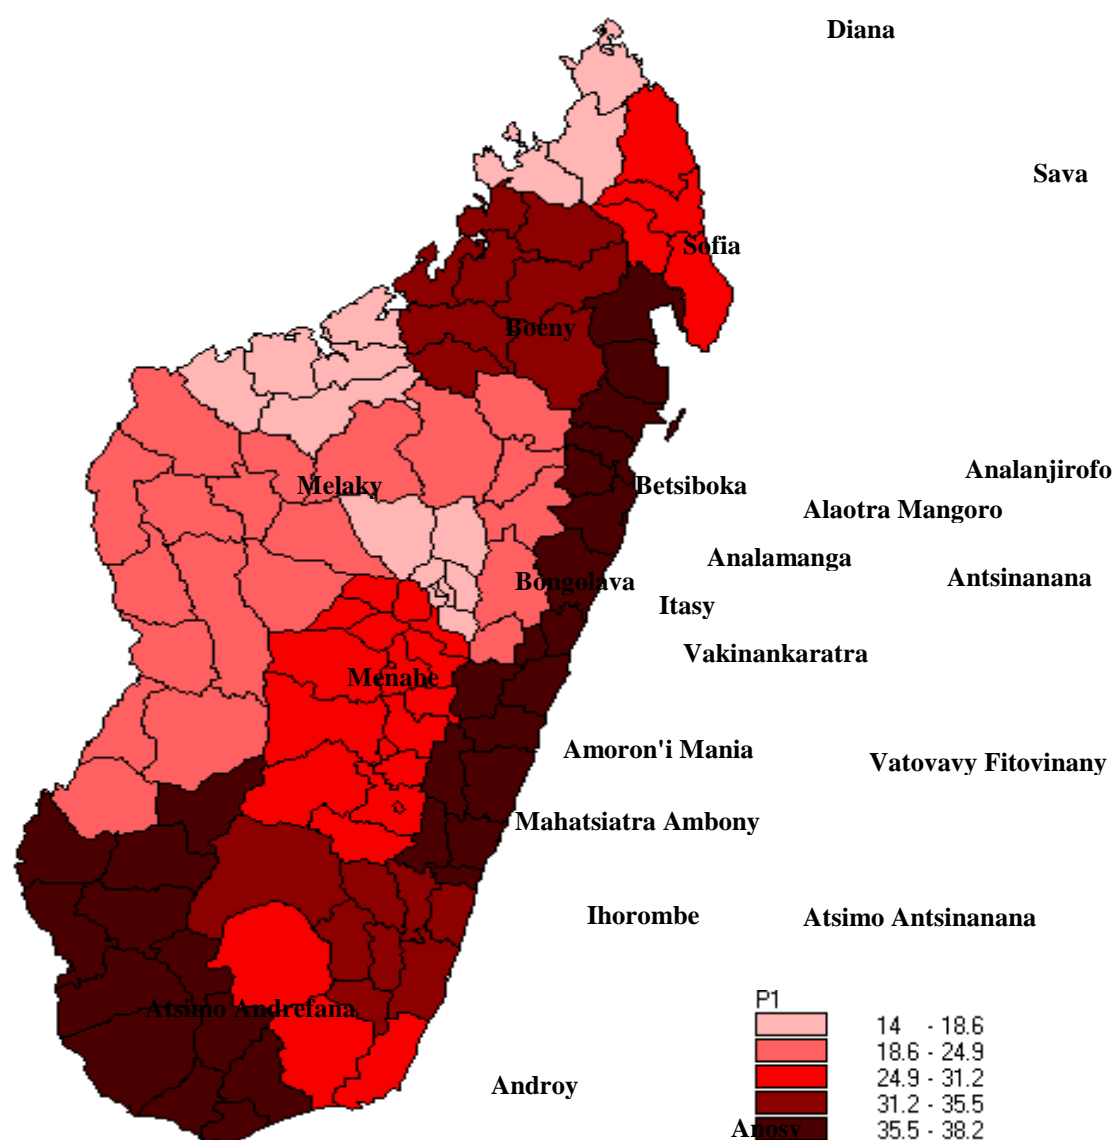 Diana
Sava
Sofia
Boeny
Analanjirofo
Melaky
Betsiboka
Alaotra Mangoro
Analamanga
Antsinanana
Bongolava
Itasy
Vakinankaratra
Menabe
Amoron'i Mania
Vatovavy Fitovinany
Mahatsiatra Ambony
Ihorombe
Atsimo Antsinanana
Atsimo Andrefana
P1
14 - 18.6
18.6 - 24.9
24.9 - 31.2
31.2 - 35.5
35.5 - 38.2
Androy
Anosy